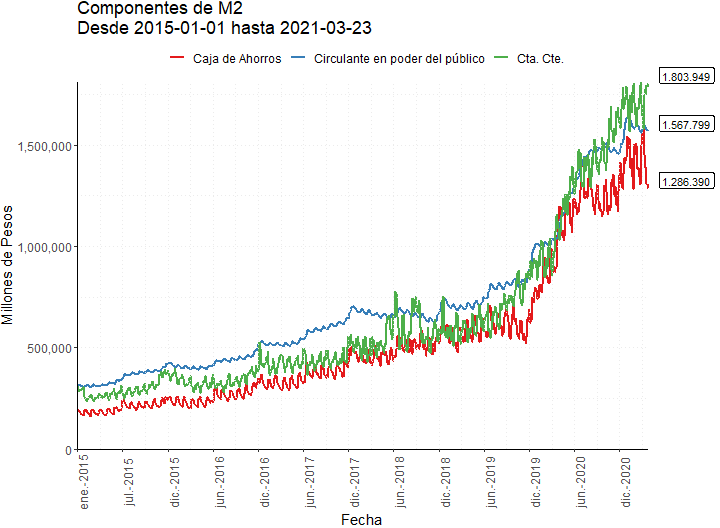 Componentes de M2
Desde 2015-01-01 hasta 2021-03-23
Caja de Ahorros
Circulante en poder del público
Cta. Cte.
Millones de Pesos
1,500,000
1,000,000
500,000
0
1.803.949
1.567.799
1.286.390
ene.-2015
jul.-2015
dic.-2015
jun.-2016
dic.-2016
jun.-2017
dic.-2017
jun.-2018
dic.-2018
jun.-2019
dic.-2019
jun.-2020
dic.-2020
Fecha